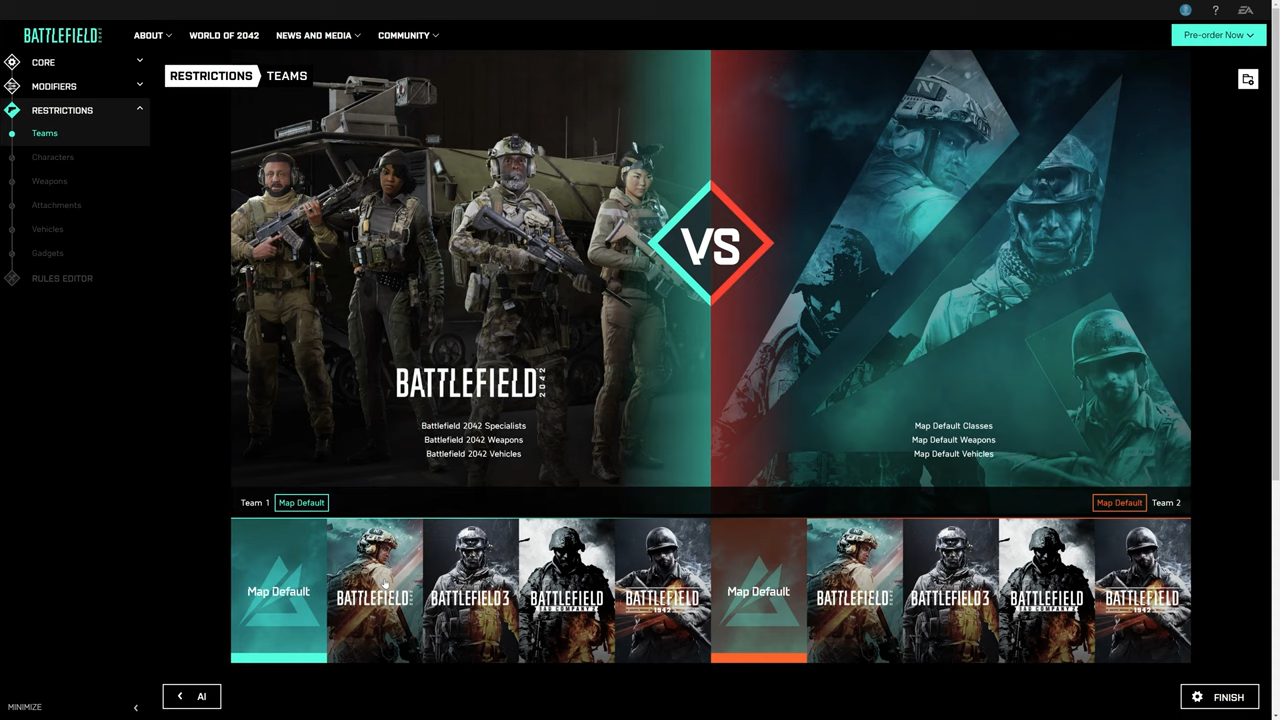 BATTLEFIELD 2042
ABOUT
WORLD OF 2042
NEWS AND MEDIA
COMMUNITY
Pre-order Now
CORE
MODIFIERS
RESTRICTIONS
Teams
Characters
Weapons
Attachments
Vehicles
Gadgets
RULES EDITOR
RESTRICTIONS
TEAMS
VS
BATTLEFIELD 2042
Battlefield 2042 Specialists
Battlefield 2042 Weapons
Battlefield 2042 Vehicles
Map Default Classes
Map Default Weapons
Map Default Vehicles
Team 1
Map Default
Map Default
Team 2
Map Default
BATTLEFIELD
BATTLEFIELD 3
BATTLEFIELD
BAD COMPANY 2
BATTLEFIELD
1942
Map Default
BATTLEFIELD
BATTLEFIELD 3
BATTLEFIELD
BAD COMPANY 2
BATTLEFIELD
1942
MINIMIZE
AI
FINISH
?
EA